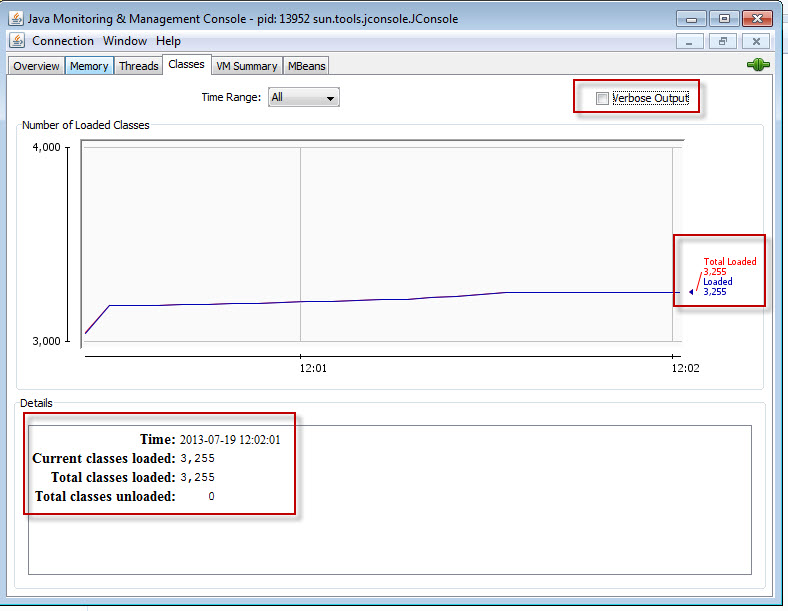 Java Monitoring & Management Console - pid: 13952 sun.tools.jconsole.JConsole
Connection Window Help
Overview Memory Threads Classes VM Summary MBeans
Time Range: All Verbose Output
Number of Loaded Classes
4,000
Total Loaded
3,255
Loaded
3,255
3,000
12:01 12:02
Details
Time: 2013-07-19 12:02:01
Current classes loaded: 3,255
Total classes loaded: 3,255
Total classes unloaded: 0